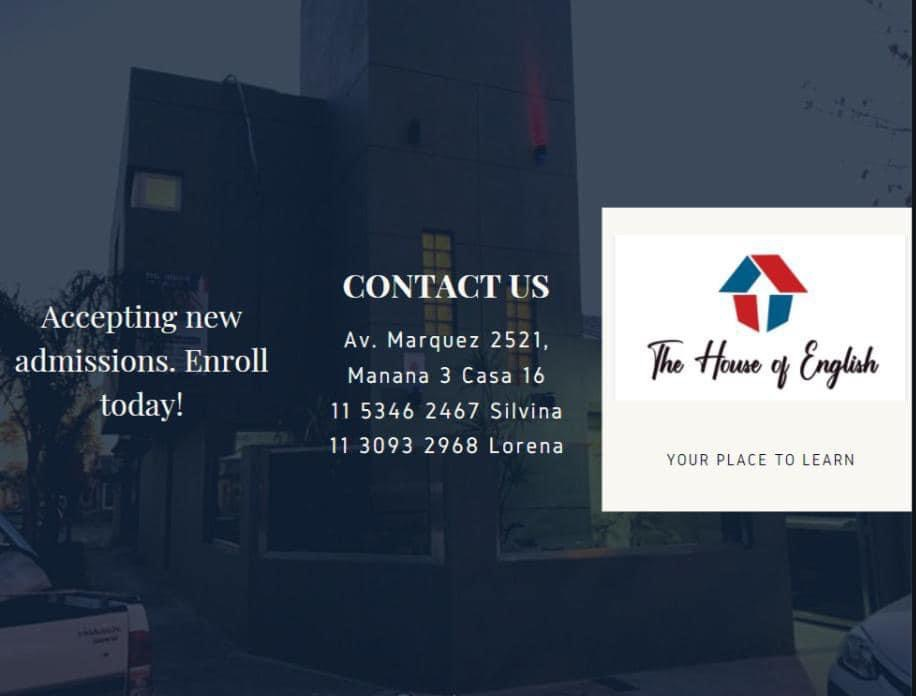 Accepting new
admissions. Enroll
today!
CONTACT US
Av. Marquez 2521,
Manana 3 Casa 16
11 5346 2467 Silvina
11 3093 2968 Lorena
The House of English
YOUR PLACE TO LEARN